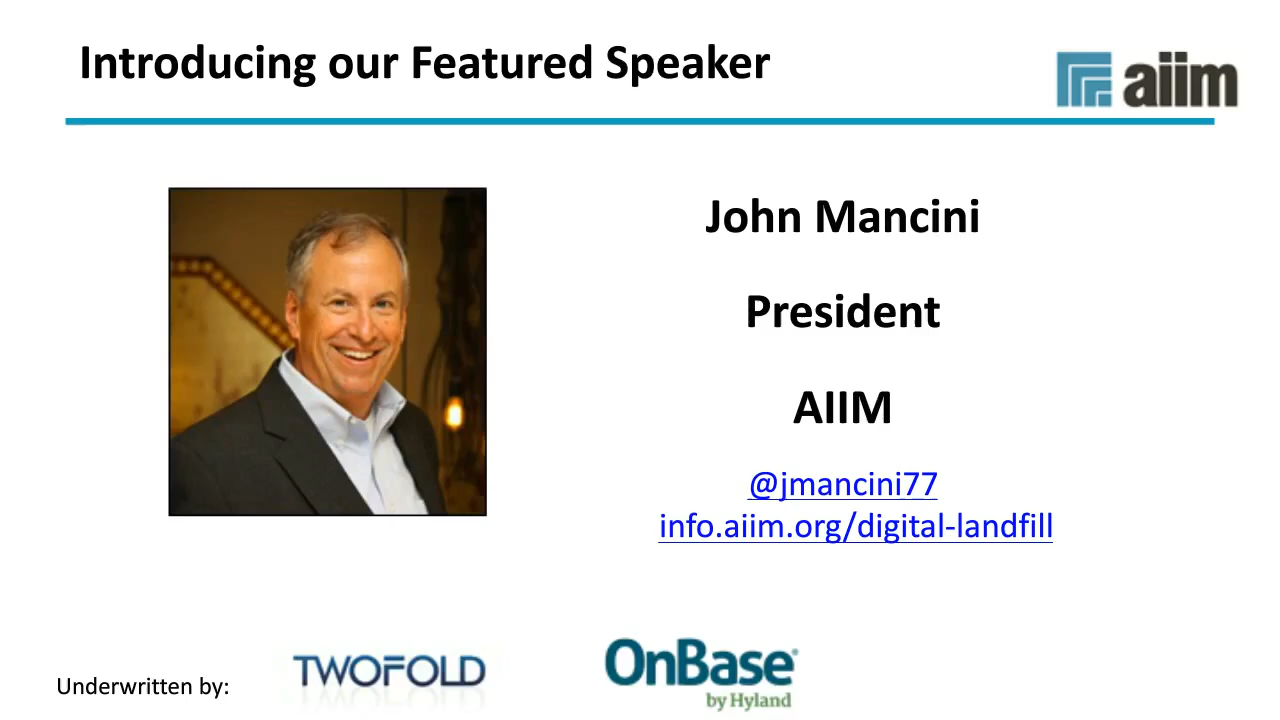 Introducing our Featured Speaker
aiim
John Mancini
President
AIIM
@jmancini77
info.aiim.org/digital-landfill
Underwritten by:
TWOFOLD
OnBase®
by Hyland